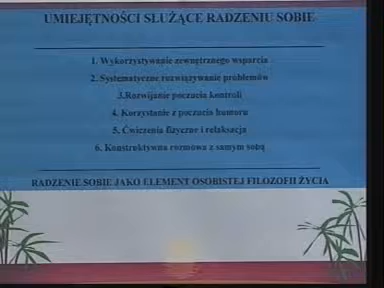 UMIEJĘTNOŚCI SŁUŻĄCE RADZENIU SOBIE
1. Wykorzystywanie zewnętrznego wsparcia
2. Systematyczne rozwiązywanie problemów
3.Rozwijanie poczucia kontroli
4. Korzystanie z poczucia humoru
5. Ćwiczenia fizyczne i relaksacja
6. Konstruktywna rozmowa z samym sobą
RADZENIE SOBIE JAKO ELEMENT OSOBISTEJ FILOZOFII ŻYCIA